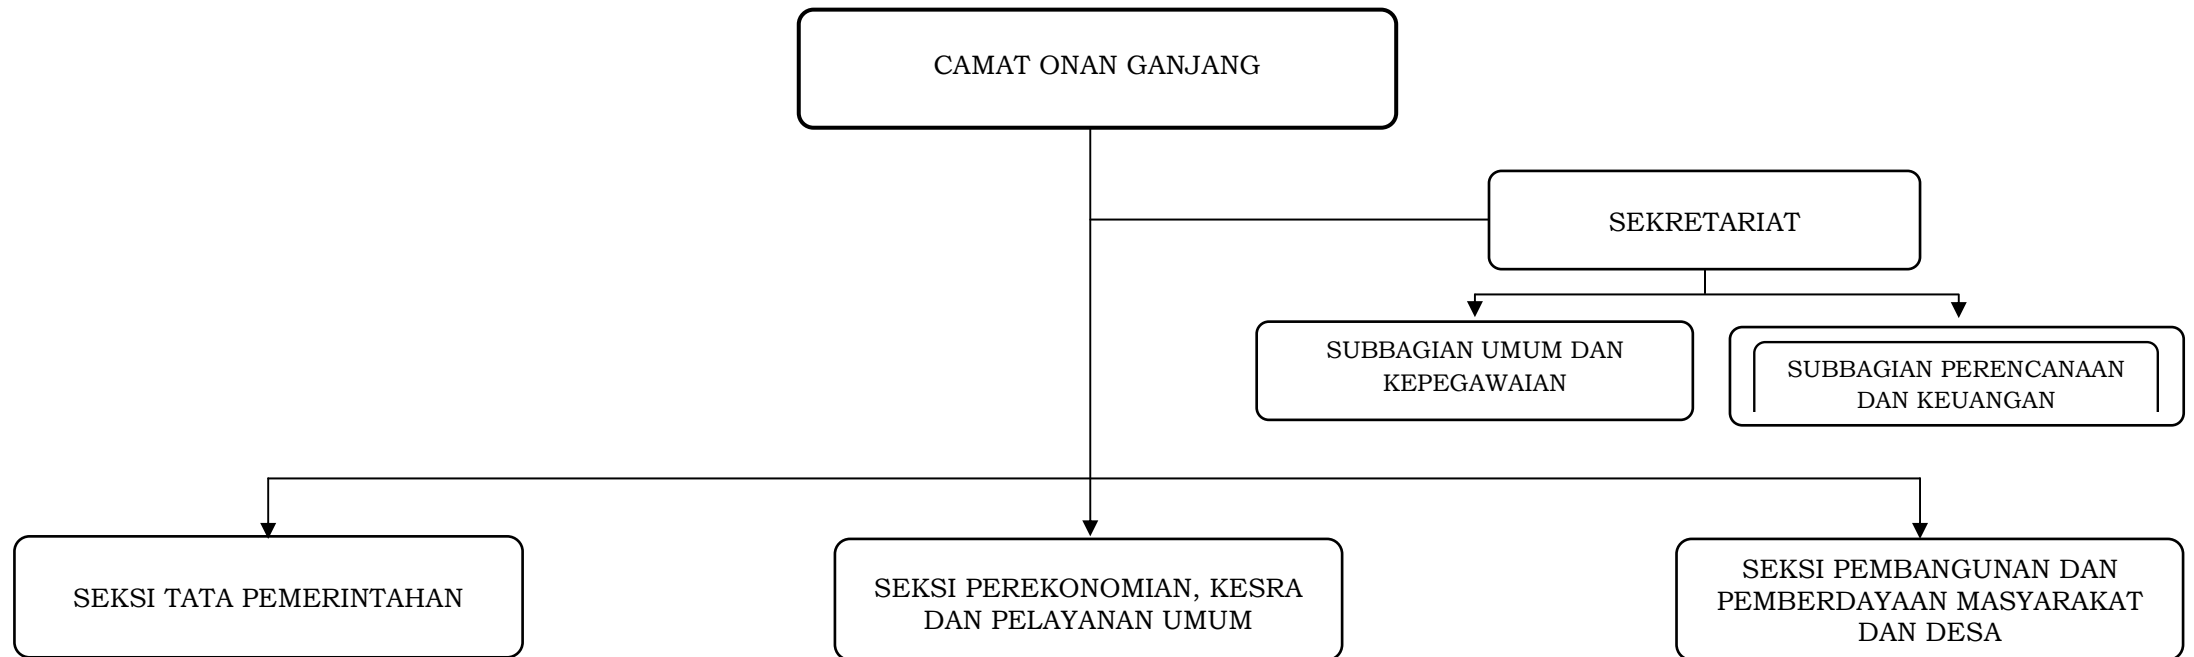 CAMAT ONAN GANJANG
SEKRETARIAT
SUBBAGIAN UMUM DAN
KEPEGAWAIAN
SUBBAGIAN PERENCANAAN
DAN KEUANGAN
SEKSI TATA PEMERINTAHAN
SEKSI PEREKONOMIAN, KESRA
DAN PELAYANAN UMUM
SEKSI PEMBANGUNAN DAN
PEMBERDAYAAN MASYARAKAT
DAN DESA